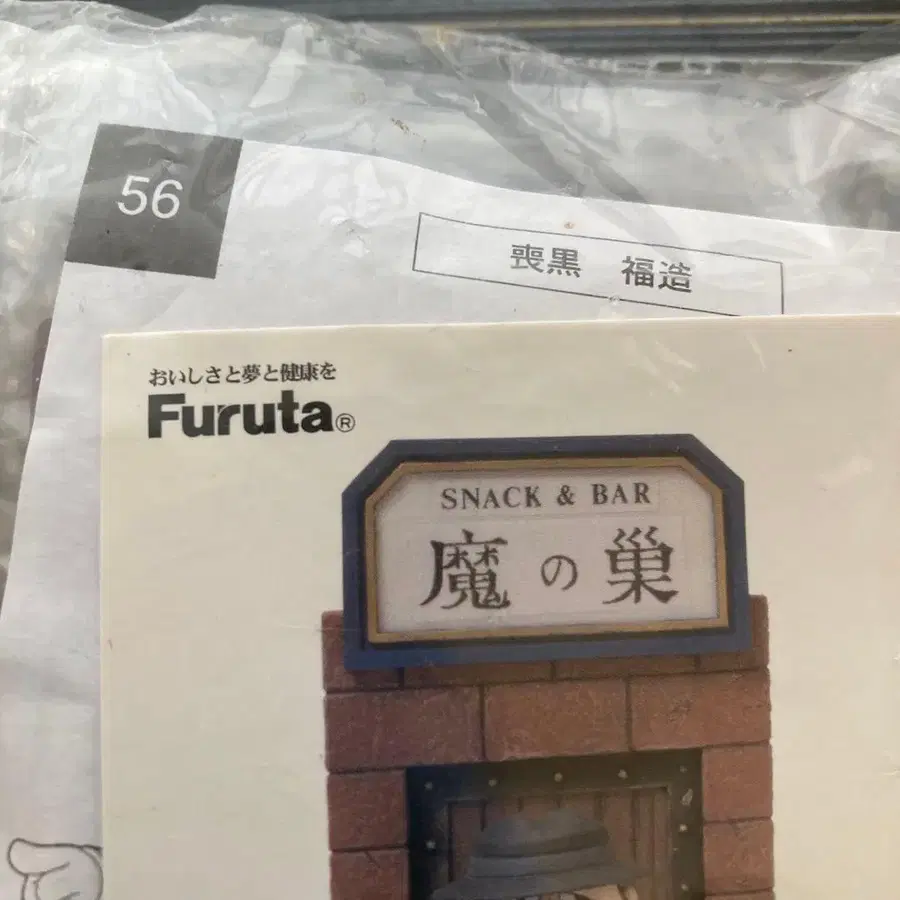 56
喪黒 福造
おいしさと夢と健康を
Furuta®
SNACK & BAR
魔の巣